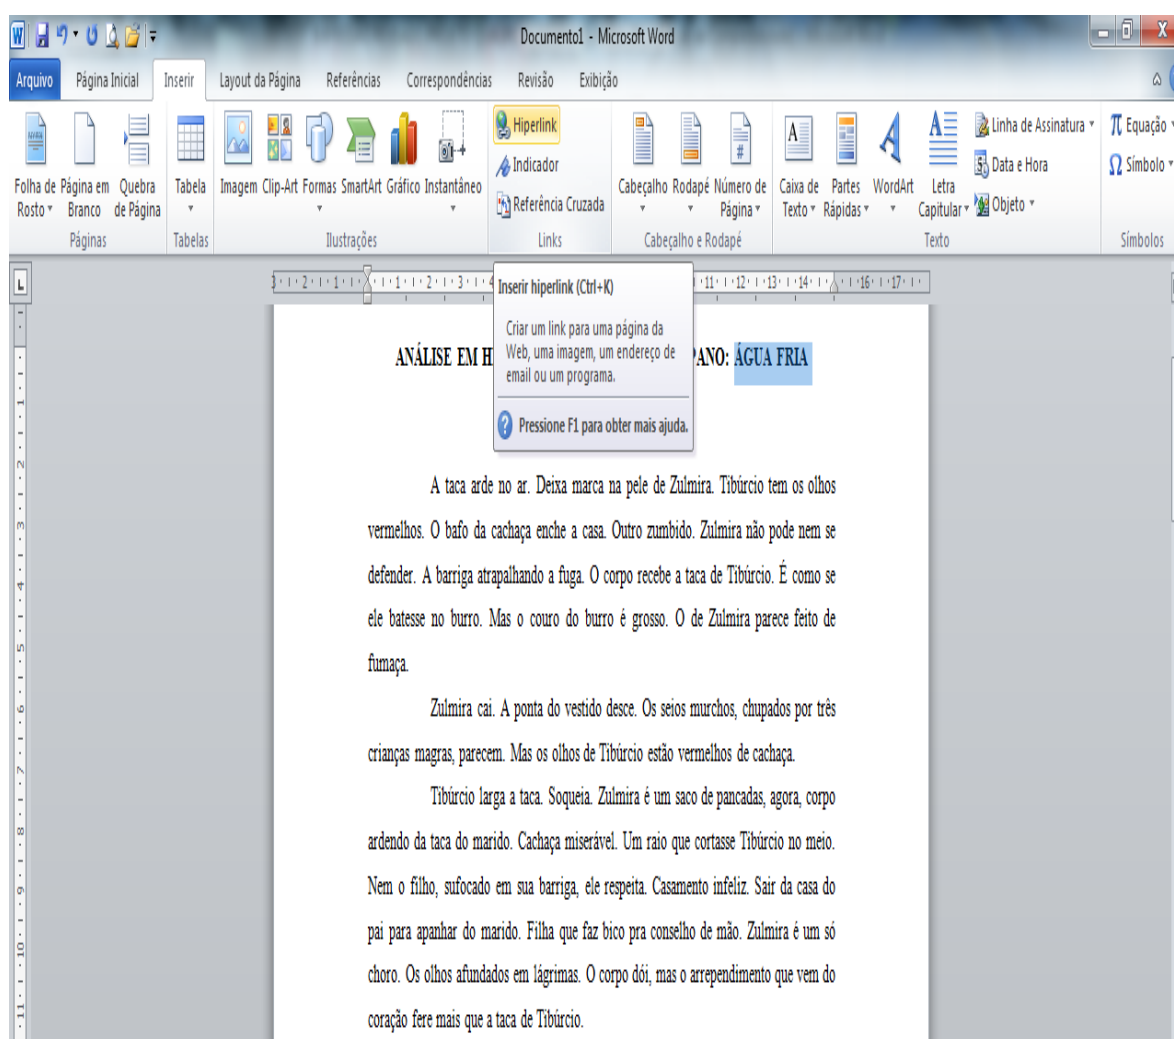 Documento1 - Microsoft Word
Arquivo Página Inicial Inserir Layout da Página Referências Correspondências Revisão Exibição
Folha de Rosto
Página em Branco
Quebra de Página
Páginas
Tabela
Tabelas
Imagem Clip-Art Formas SmartArt Gráfico Instantâneo
Ilustrações
Hiperlink
Indicador
Referência Cruzada
Links
Cabeçalho Rodapé Número de Página
Cabeçalho e Rodapé
Caixa de Texto
Partes Rápidas
WordArt
Letra Capitular
Linha de Assinatura
Data e Hora
Objeto
Texto
π Equação
Ω Símbolo
Símbolos
Inserir hiperlink (Ctrl+K)
Criar um link para uma página da
Web, uma imagem, um endereço de
email ou um programa.
Pressione F1 para obter mais ajuda.
ANÁLISE EM H PANO: ÁGUA FRIA
A taca arde no ar. Deixa marca na pele de Zulmira. Tibúrcio tem os olhos
vermelhos. O bafo da cachaça enche a casa. Outro zumbido. Zulmira não pode nem se
defender. A barriga atrapalhando a fuga. O corpo recebe a taca de Tibúrcio. É como se
ele batesse no burro. Mas o couro do burro é grosso. O de Zulmira parece feito de
fumaça.
Zulmira cai. A ponta do vestido desce. Os seios murchos, chupados por três
crianças magras, parecem. Mas os olhos de Tibúrcio estão vermelhos de cachaça.
Tibúrcio larga a taca. Soqueia. Zulmira é um saco de pancadas, agora, corpo
ardendo da taca do marido. Cachaça miserável. Um raio que cortasse Tibúrcio no meio.
Nem o filho, sufocado em sua barriga, ele respeita. Casamento infeliz. Sair da casa do
pai para apanhar do marido. Filha que faz bico pra conselho de mão. Zulmira é um só
choro. Os olhos afundados em lágrimas. O corpo dói, mas o arrependimento que vem do
coração fere mais que a taca de Tibúrcio.